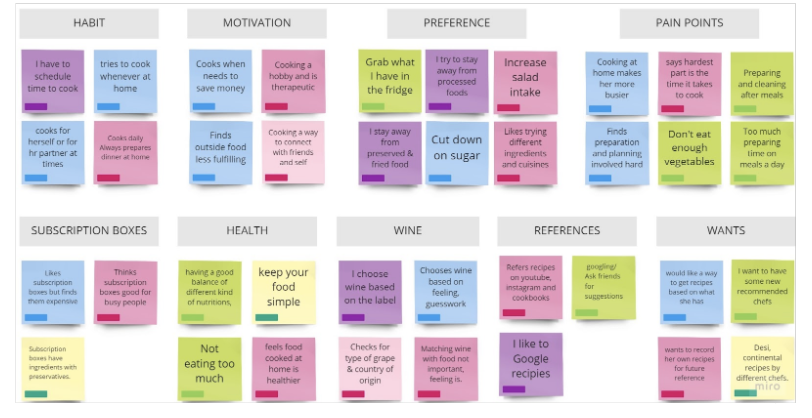 HABIT
MOTIVATION
PREFERENCE
PAIN POINTS
I have to
schedule
time to cook
tries to cook
whenever at
home
cooks for
herself or for
hr partner at
times
Cooks daily
Always prepares
dinner at home
Cooks when
needs to
save money
Cooking a
hobby and is
therapeutic
Finds
outside food
less fulfilling
Cooking a way
to connect
with friends
and self
Grab what
I have in
the fridge
I try to stay
away from
processed
foods
Increase
salad
intake
I stay away
from
preserved &
fried food
Cut down
on sugar
Likes trying
different
ingredients
and cuisines
Cooking at
home makes
her more
busier
says hardest
part is the
time it takes
to cook
Preparing
and cleaning
after meals
Finds
preparation
and planning
involved hard
Don't eat
enough
vegetables
Too much
preparing
time on
meals a day
SUBSCRIPTION BOXES
HEALTH
WINE
REFERENCES
WANTS
Likes
subscription
boxes but finds
them expensive
Thinks
subscription
boxes good for
busy people
Subscription
boxes have
ingredients with
preservatives.
having a good
balance of
different kind
of nutritions,
keep your
food
simple
Not
eating too
much
feels food
cooked at
home is
healthier
I choose
wine based
on the label
Chooses wine
based on
feeling,
guesswork
Checks for
type of grape
& country of
origin
Matching wine
with food not
important,
feeling is.
Refers recipes
on youtube,
instagram and
cookbooks
googling/
Ask friends
for
suggestions
I like to
Google
recipies
would like a way
to get recipes
based on what
she has
I want to have
some new
recommended
chefs
wants to record
her own recipes
for future
reference
Desi,
continental
recipes by
different chefs.
miro